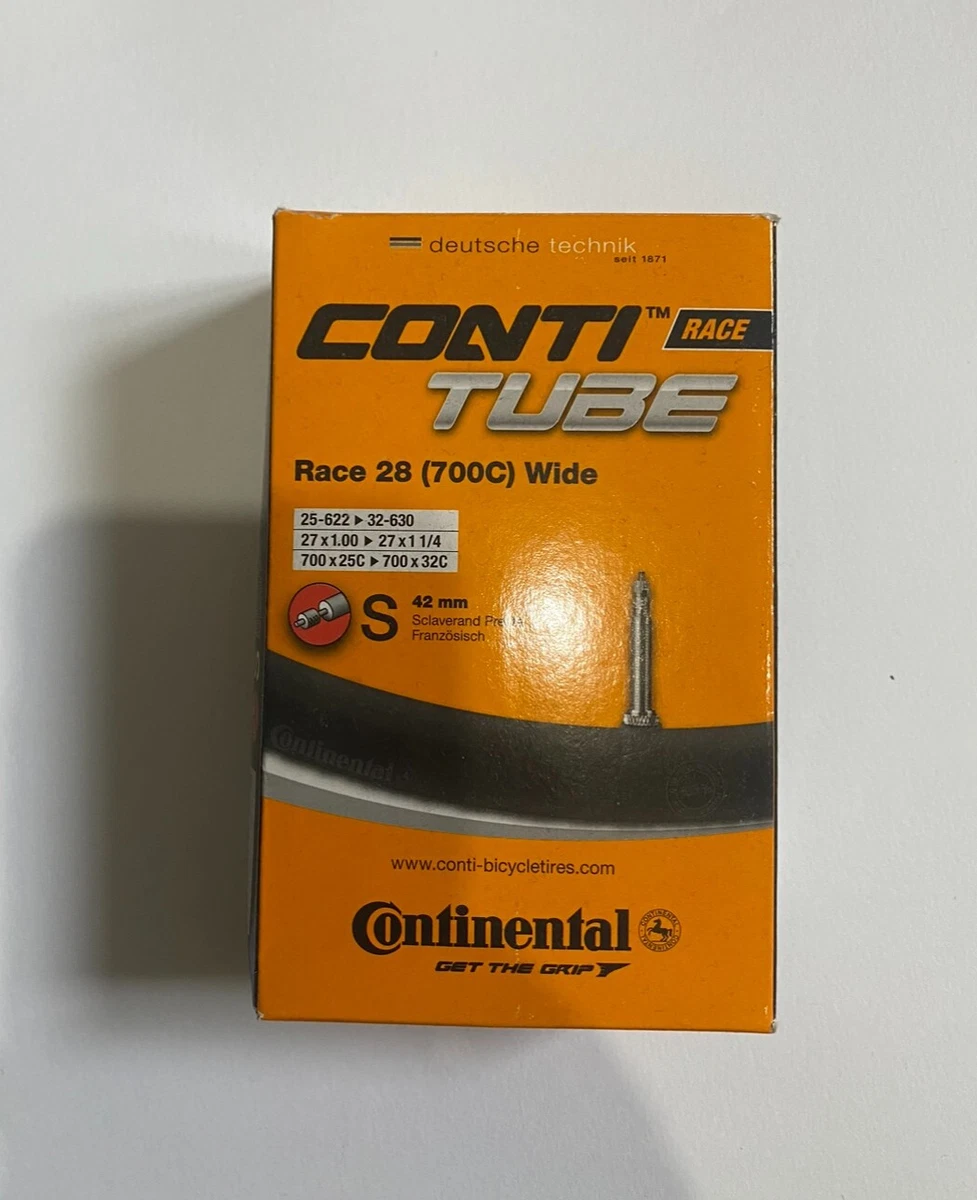 deutsche technik
seit 1871
CONTI™ RACE
TUBE
Race 28 (700C) Wide
25-622 ▶ 32-630
27 x 1.00 ▶ 27 x 1 1/4
700 x 25C ▶ 700 x 32C
S 42 mm
Sclaverand
Französisch
Continental
www.conti-bicycletires.com
Continental
CONTINENTAL CONTINENTAL
GET THE GRIP